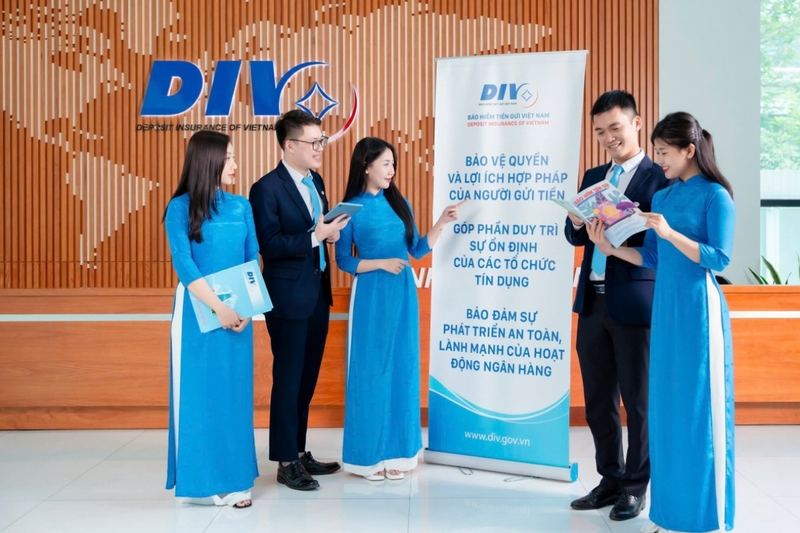 DIV
DEPOSIT INSURANCE OF VIETNAM
DIV
BẢO HIỂM TIỀN GỬI VIỆT NAM
DEPOSIT INSURANCE OF VIETNAM
BẢO VỆ QUYỀN
VÀ LỢI ÍCH HỢP PHÁP
CỦA NGƯỜI GỬI TIỀN
GÓP PHẦN DUY TRÌ
SỰ ỔN ĐỊNH
CỦA CÁC TỔ CHỨC
TÍN DỤNG
BẢO ĐẢM SỰ
PHÁT TRIỂN AN TOÀN,
LÀNH MẠNH CỦA HOẠT
ĐỘNG NGÂN HÀNG
www.div.gov.vn
DIV